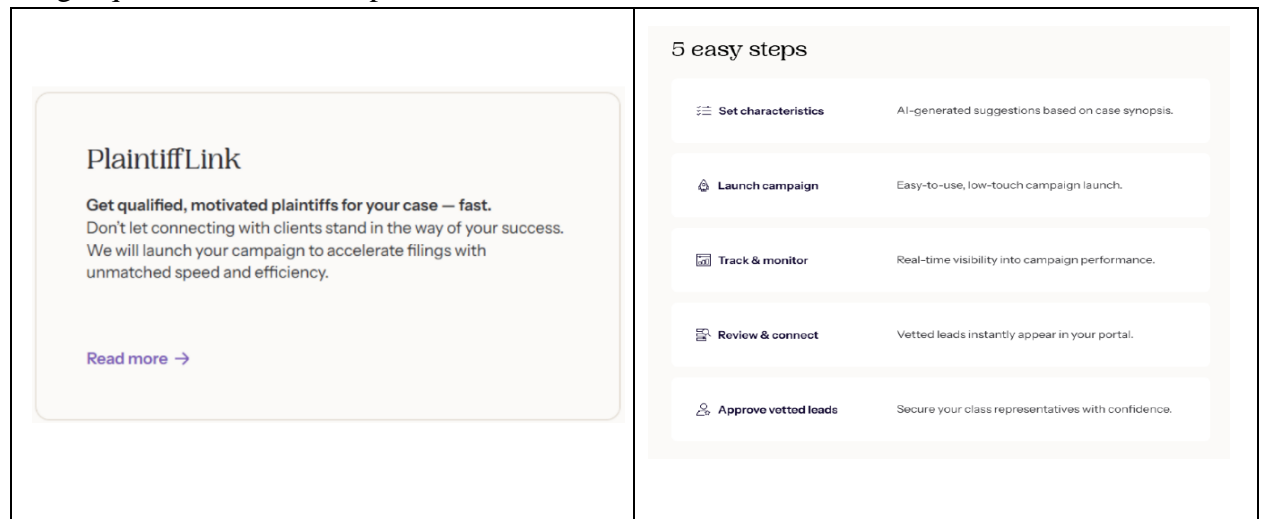 PlaintiffLink
Get qualified, motivated plaintiffs for your case — fast.
Don't let connecting with clients stand in the way of your success.
We will launch your campaign to accelerate filings with
unmatched speed and efficiency.
Read more →
5 easy steps
Set characteristics AI-generated suggestions based on case synopsis.
Launch campaign Easy-to-use, low-touch campaign launch.
Track & monitor Real-time visibility into campaign performance.
Review & connect Vetted leads instantly appear in your portal.
Approve vetted leads Secure your class representatives with confidence.